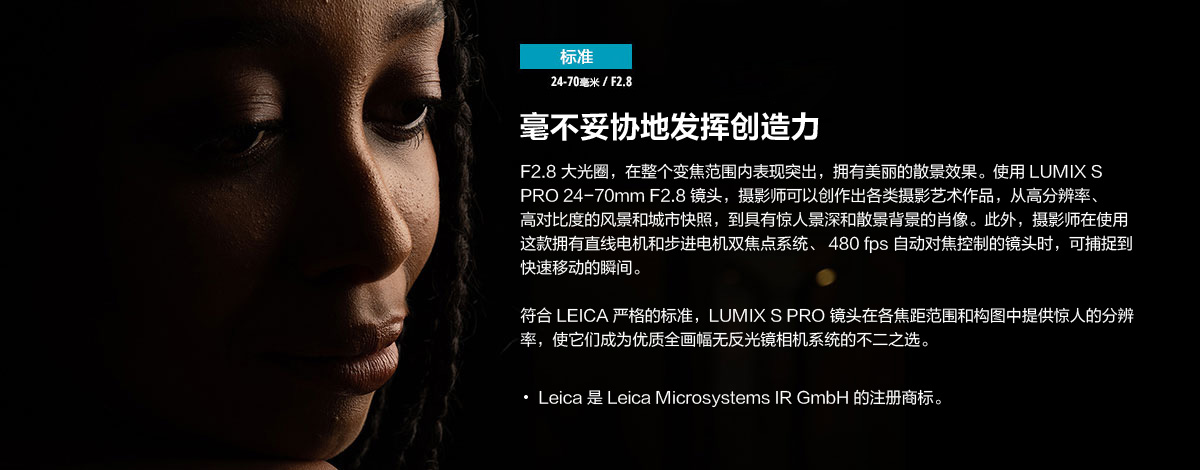 标准
24-70毫米 / F2.8
毫不妥协地发挥创造力
F2.8 大光圈，在整个变焦范围内表现突出，拥有美丽的散景效果。使用 LUMIX S
PRO 24-70mm F2.8 镜头，摄影师可以创作出各类摄影艺术作品，从高分辨率、
高对比度的风景和城市快照，到具有惊人景深和散景背景的肖像。此外，摄影师在使用
这款拥有直线电机和步进电机双焦点系统、 480 fps 自动对焦控制的镜头时，可捕捉到
快速移动的瞬间。
符合 LEICA 严格的标准，LUMIX S PRO 镜头在各焦距范围和构图中提供惊人的分辨
率，使它们成为优质全画幅无反光镜相机系统的不二之选。
• Leica 是 Leica Microsystems IR GmbH 的注册商标。